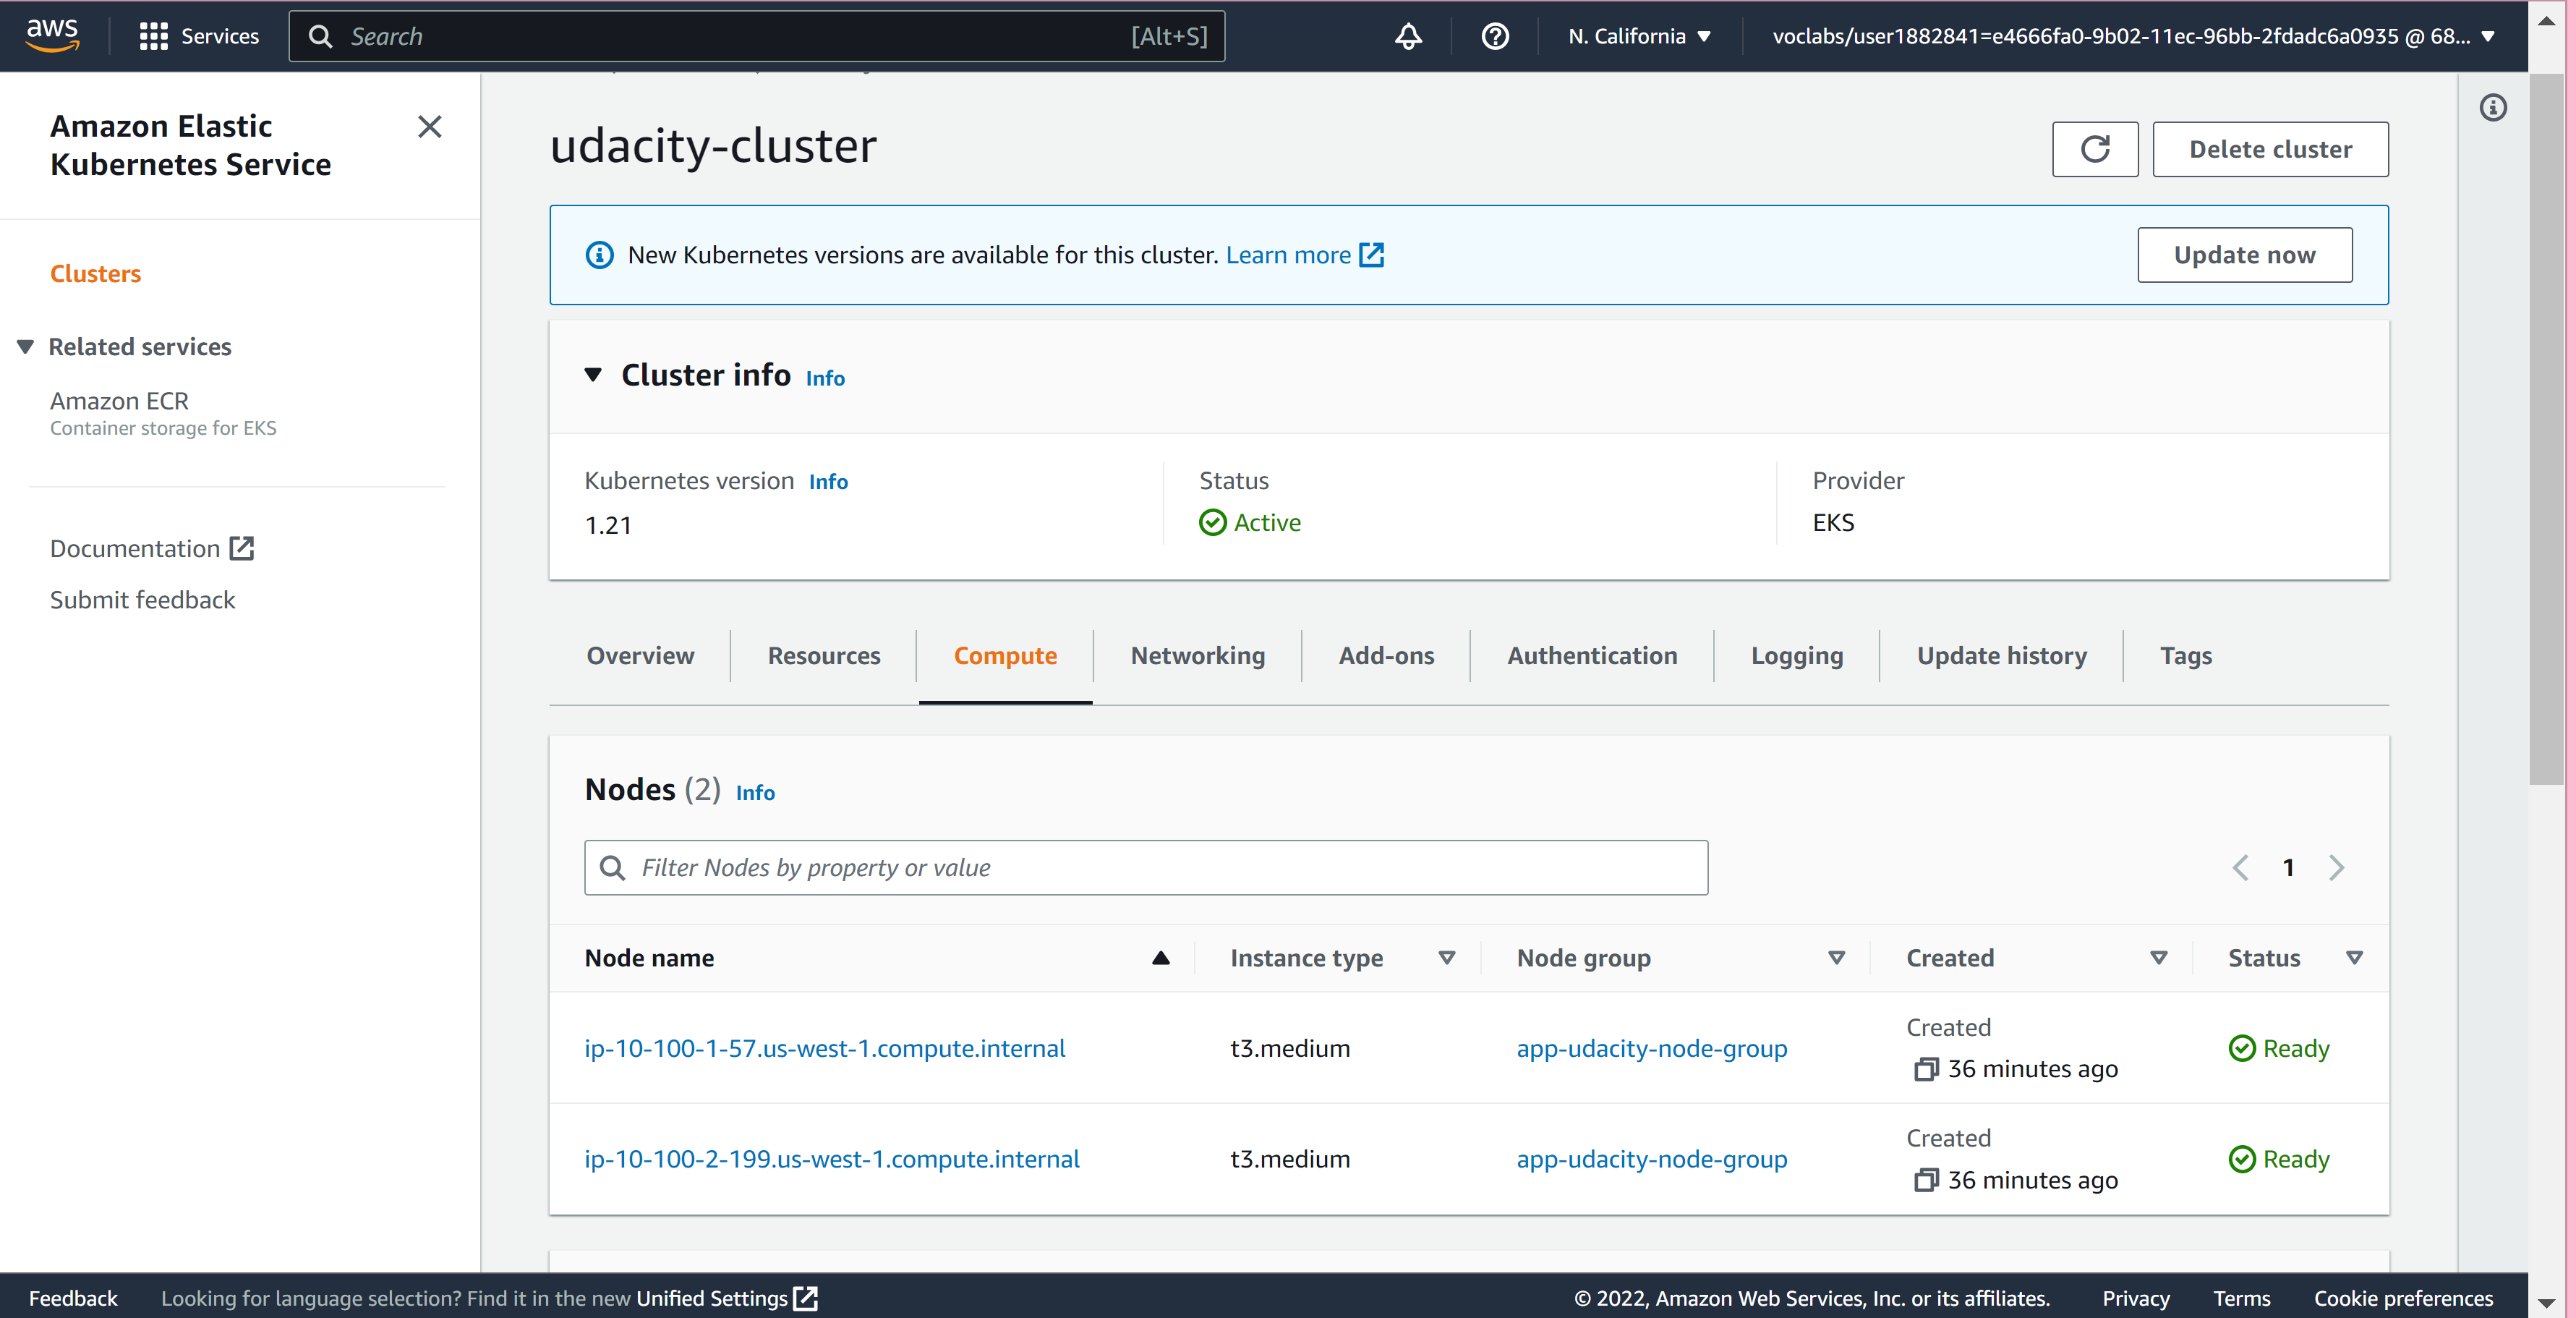 aws
Services
Search [Alt+S]
N. California
voclabs/user1882841=e4666fa0-9b02-11ec-96bb-2fdadc6a0935 @ 68...
Amazon Elastic
Kubernetes Service
Clusters
Related services
Amazon ECR
Container storage for EKS
Documentation
Submit feedback
udacity-cluster
Delete cluster
New Kubernetes versions are available for this cluster. Learn more
Update now
Cluster info Info
Kubernetes version Info
1.21
Status
Active
Provider
EKS
Overview
Resources
Compute
Networking
Add-ons
Authentication
Logging
Update history
Tags
Nodes (2) Info
Filter Nodes by property or value
1
Node name
Instance type
Node group
Created
Status
ip-10-100-1-57.us-west-1.compute.internal
t3.medium
app-udacity-node-group
Created
36 minutes ago
Ready
ip-10-100-2-199.us-west-1.compute.internal
t3.medium
app-udacity-node-group
Created
36 minutes ago
Ready
Feedback
Looking for language selection? Find it in the new Unified Settings
© 2022, Amazon Web Services, Inc. or its affiliates.
Privacy
Terms
Cookie preferences